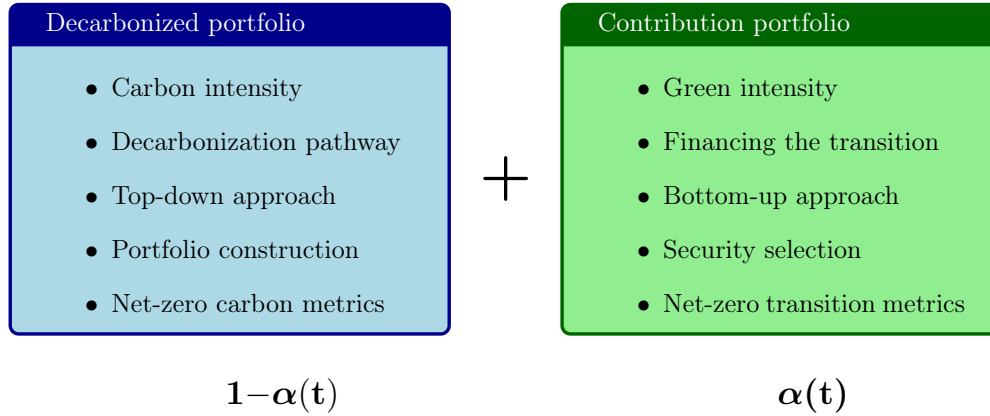 Decarbonized portfolio
• Carbon intensity
• Decarbonization pathway
• Top-down approach
• Portfolio construction
• Net-zero carbon metrics
1−α(t)
+
Contribution portfolio
• Green intensity
• Financing the transition
• Bottom-up approach
• Security selection
• Net-zero transition metrics
α(t)